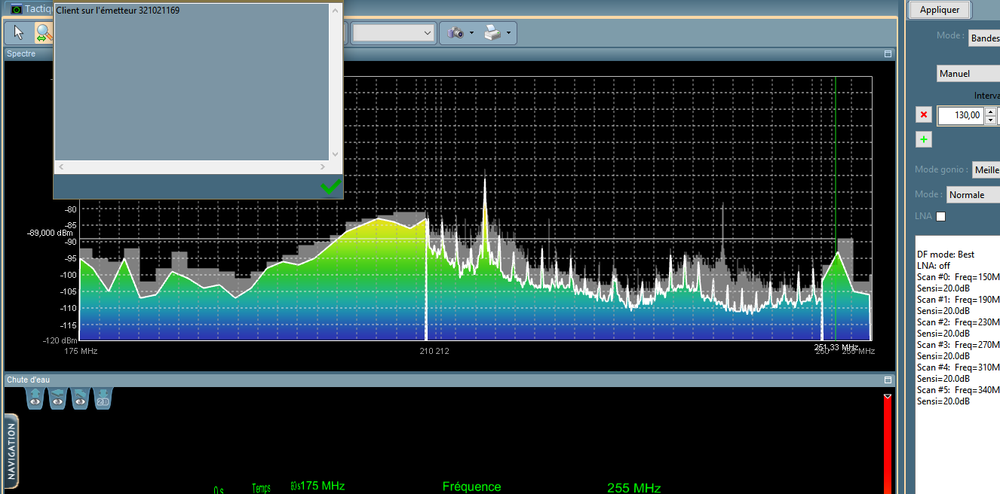 Tactiqu
Client sur l'émetteur 321021169
Appliquer
Mode :
Bandes
Manuel
Interva
130,00
Mode gonio :
Meille
Mode :
Normale
LNA
DF mode: Best
LNA: off
Scan #0: Freq=150M
Sensi=20.0dB
Scan #1: Freq=190M
Sensi=20.0dB
Scan #2: Freq=230M
Sensi=20.0dB
Scan #3: Freq=270M
Sensi=20.0dB
Scan #4: Freq=310M
Sensi=20.0dB
Scan #5: Freq=340M
Sensi=20.0dB
Spectre
-80
-85
-89,000 dBm
-90
-95
-100
-105
-110
-115
-120 dBm
175 MHz
210 212
251,33 MHz
250
255 MHz
Chute d'eau
2D
NAVIGATION
0 s
Temps
80 s
175 MHz
Fréquence
255 MHz